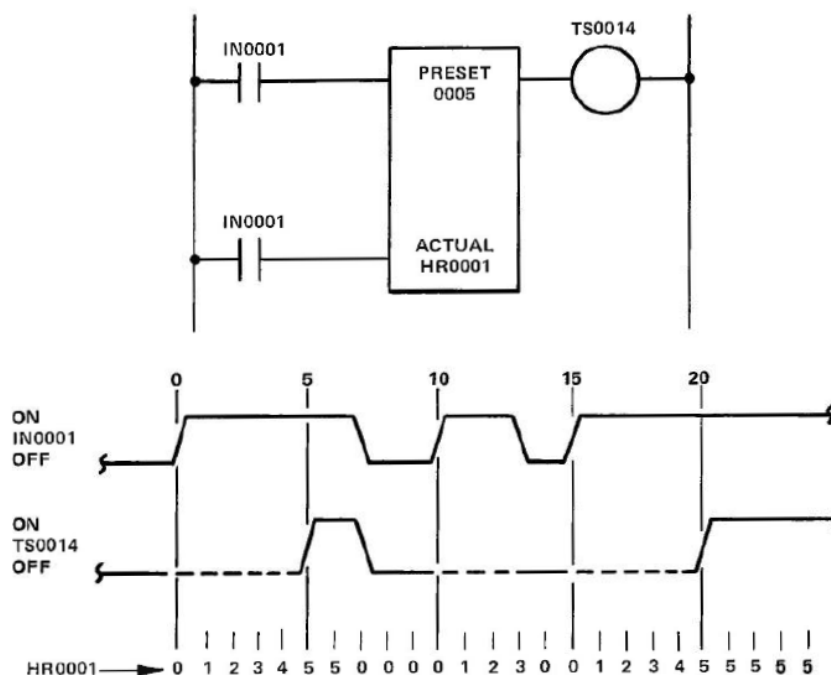 TS0014
IN0001
PRESET
0005
IN0001
ACTUAL
HR0001
0 5 10 15 20
ON
IN0001
OFF
ON
TS0014
OFF
HR0001 0 1 2 3 4 5 5 0 0 0 0 1 2 3 0 0 1 2 3 4 5 5 5 5 5